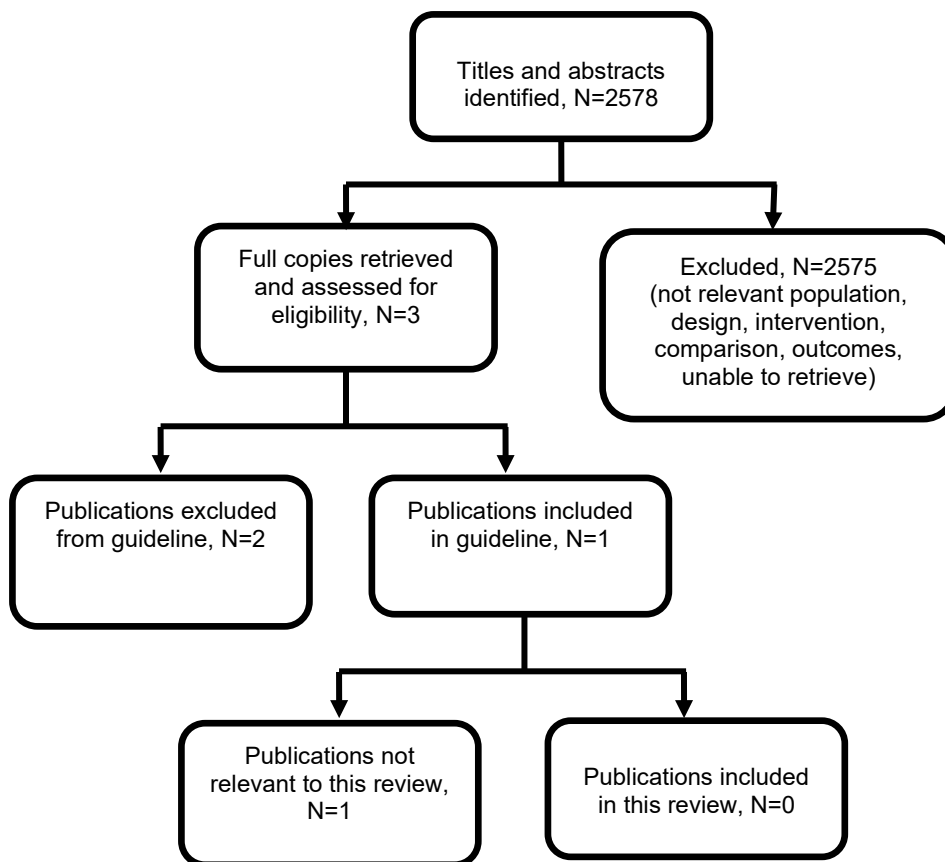 Titles and abstracts
identified, N=2578
Full copies retrieved
and assessed for
eligibility, N=3
Excluded, N=2575
(not relevant population,
design, intervention,
comparison, outcomes,
unable to retrieve)
Publications excluded
from guideline, N=2
Publications included
in guideline, N=1
Publications not
relevant to this review,
N=1
Publications included
in this review, N=0